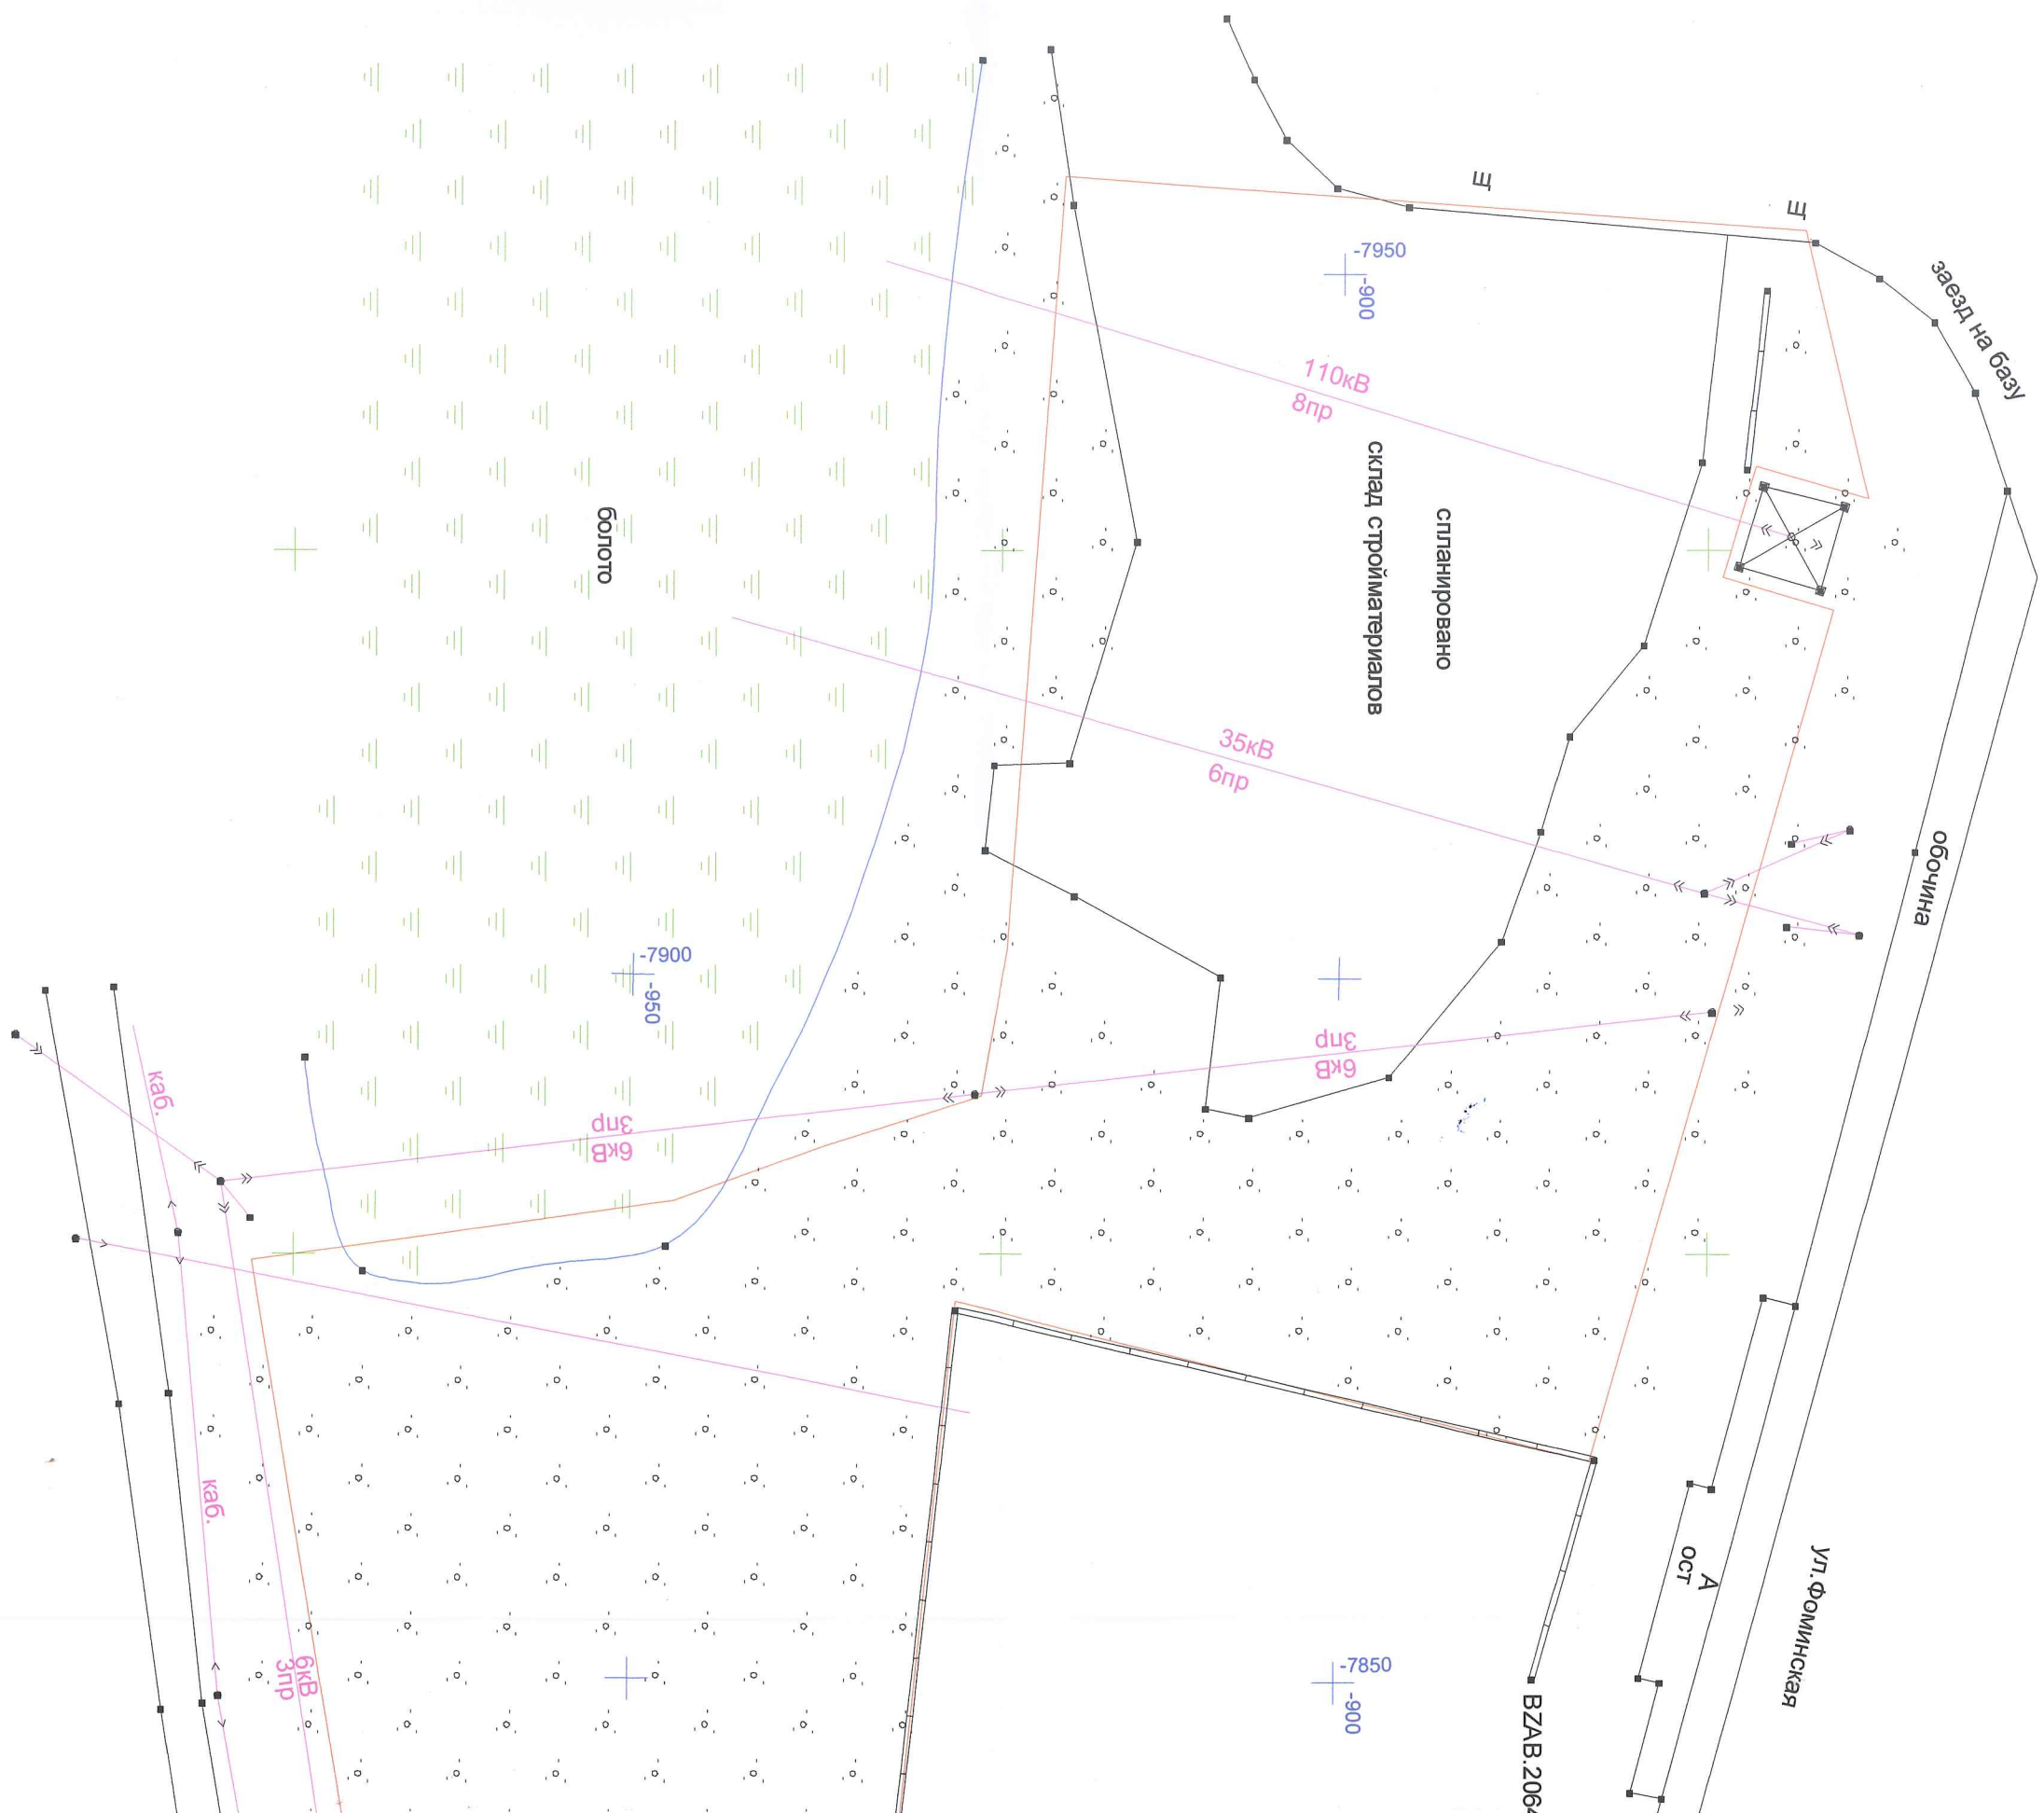 Щ
Щ
заезд на базу
-7950
-900
110кВ
8пр
склад стройматериалов
спланировано
болото
35кВ
6пр
обочина
-7900
-950
3пр
6кВ
3пр
6кВ
каб.
каб.
6кВ
3пр
-7850
-900
А
ост
ул.Фоминская